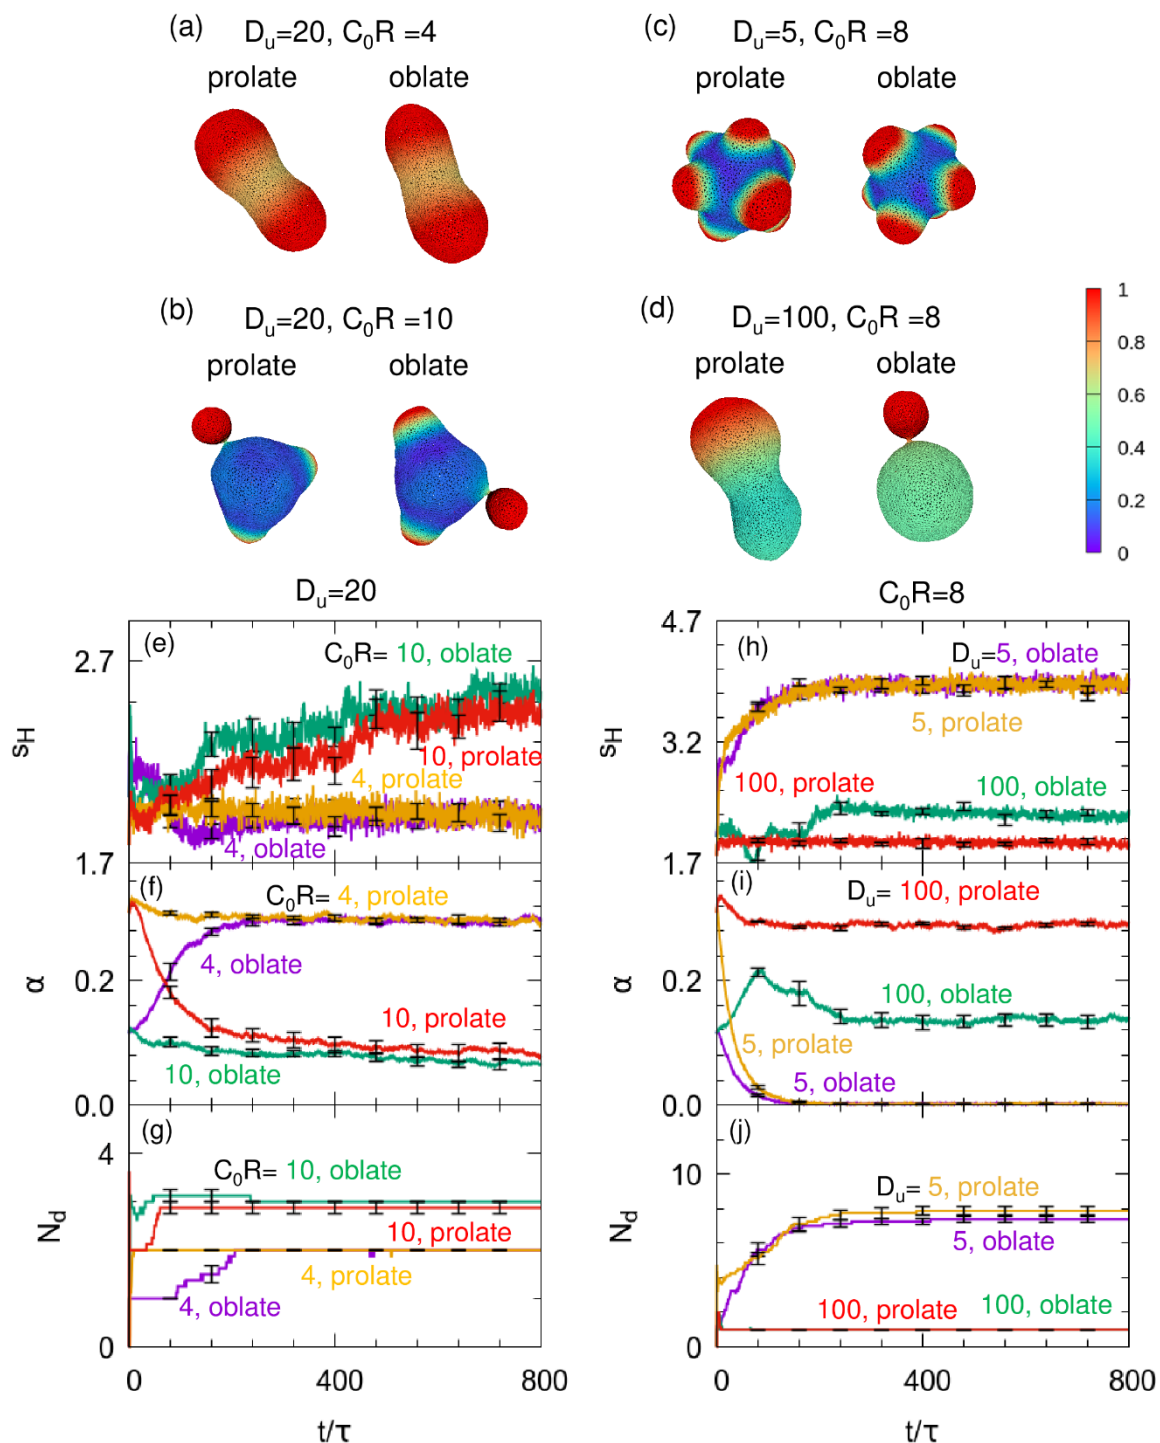 (a) Dᵤ=20, C₀R =4
prolate oblate
(c) Dᵤ=5, C₀R =8
prolate oblate
(b) Dᵤ=20, C₀R =10
prolate oblate
(d) Dᵤ=100, C₀R =8
prolate oblate
1
0.8
0.6
0.4
0.2
0
Dᵤ=20
(e) C₀R= 10, oblate
2.7
10, prolate
4, prolate
4, oblate
1.7
s_H
(f) C₀R= 4, prolate
4, oblate
0.2
10, prolate
10, oblate
0.0
α
(g)
4
C₀R= 10, oblate
10, prolate
4, prolate
4, oblate
0
N_d
0 400 800
t/τ
C₀R=8
4.7
(h) Dᵤ=5, oblate
5, prolate
3.2
100, prolate 100, oblate
1.7
s_H
(i) Dᵤ= 100, prolate
0.2
100, oblate
5, prolate
5, oblate
0.0
α
(j)
10
Dᵤ= 5, prolate
5, oblate
100, prolate 100, oblate
0
N_d
0 400 800
t/τ